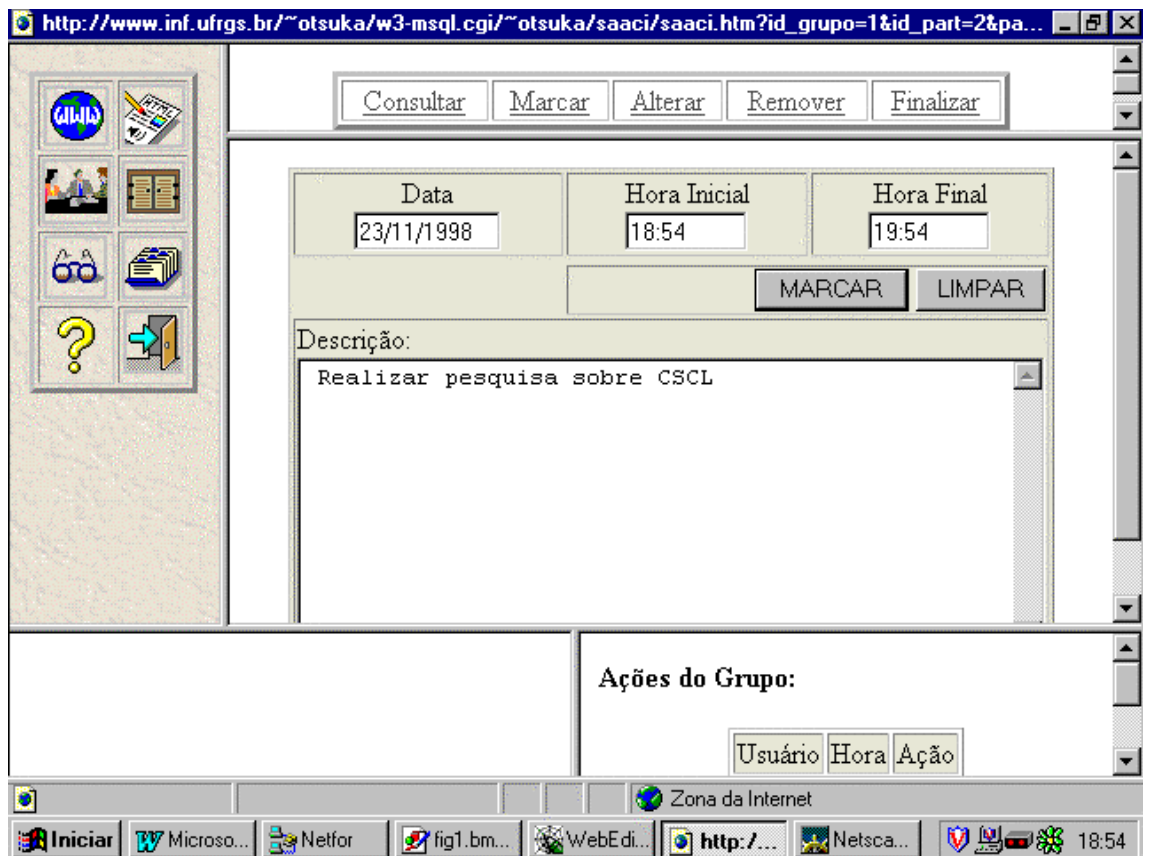 http://www.inf.ufrgs.br/~otsuka/w3-msql.cgi/~otsuka/saaci/saaci.htm?id_grupo=1&id_part=2&pa...
WWW
Consultar Marcar Alterar Remover Finalizar
Data Hora Inicial Hora Final
23/11/1998 18:54 19:54
MARCAR LIMPAR
Descrição:
Realizar pesquisa sobre CSCL
Ações do Grupo:
Usuário Hora Ação
Zona da Internet
Iniciar Microso... Netfor fig1.bm... WebEdi... http:/... Netsca... 18:54